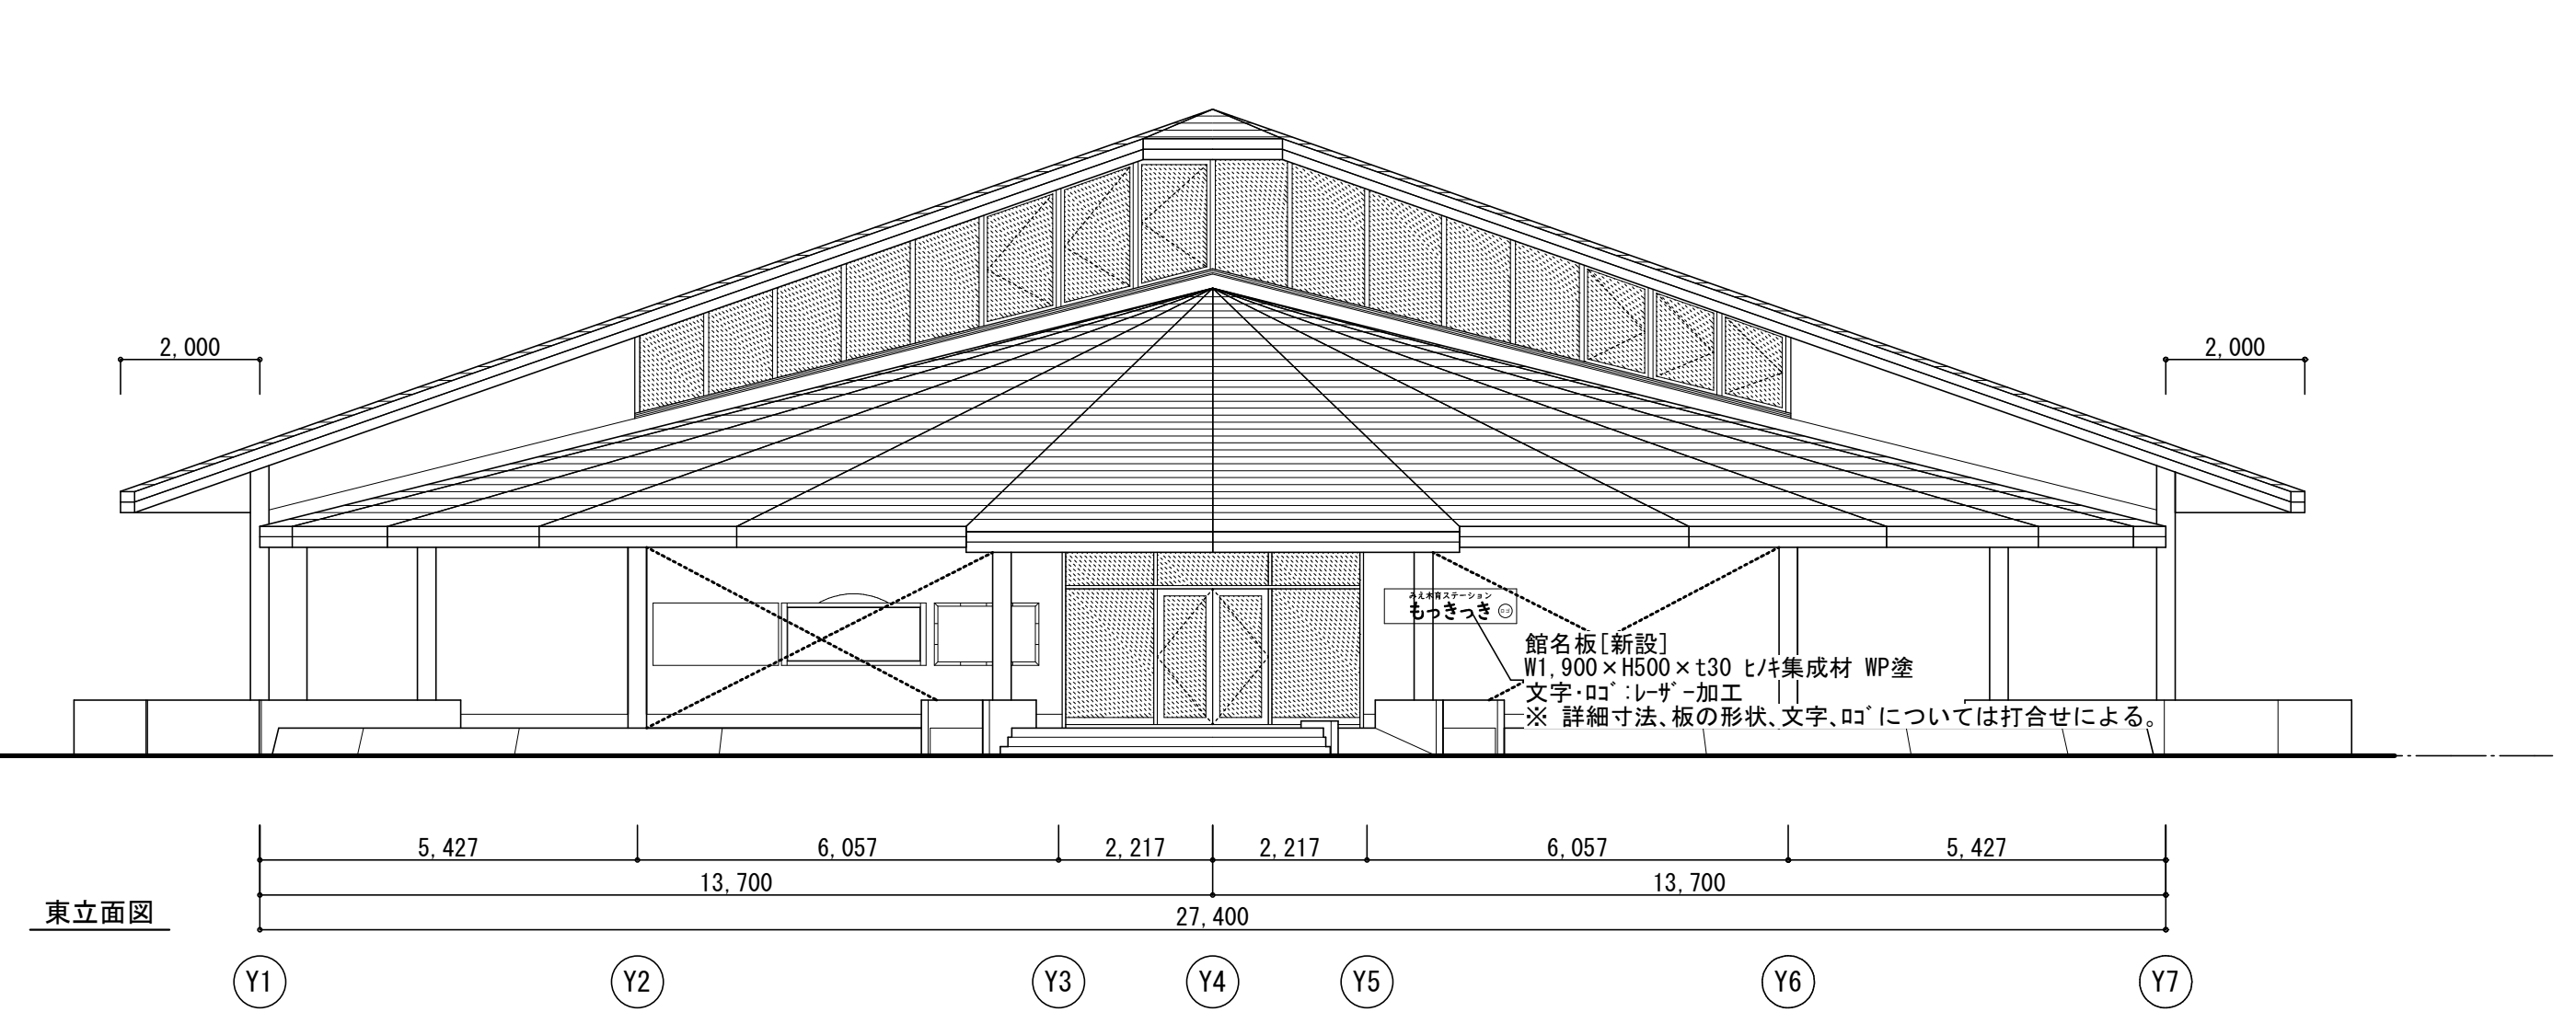 2,000
2,000
みえ木育ステーション
もっきっき
ロゴ
館名板[新設]
W1,900×H500×t30 ﾋﾉｷ集成材 WP塗
文字･ﾛｺﾞ:ﾚｰｻﾞｰ加工
※ 詳細寸法、板の形状、文字、ﾛｺﾞについては打合せによる。
5,427
6,057
2,217
2,217
6,057
5,427
13,700
13,700
27,400
東立面図
Y1
Y2
Y3
Y4
Y5
Y6
Y7